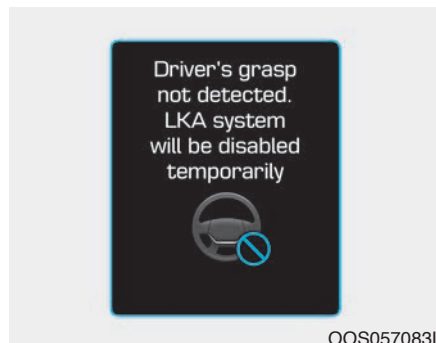 Driver's grasp
not detected.
LKA system
will be disabled
temporarily
OOS057083L